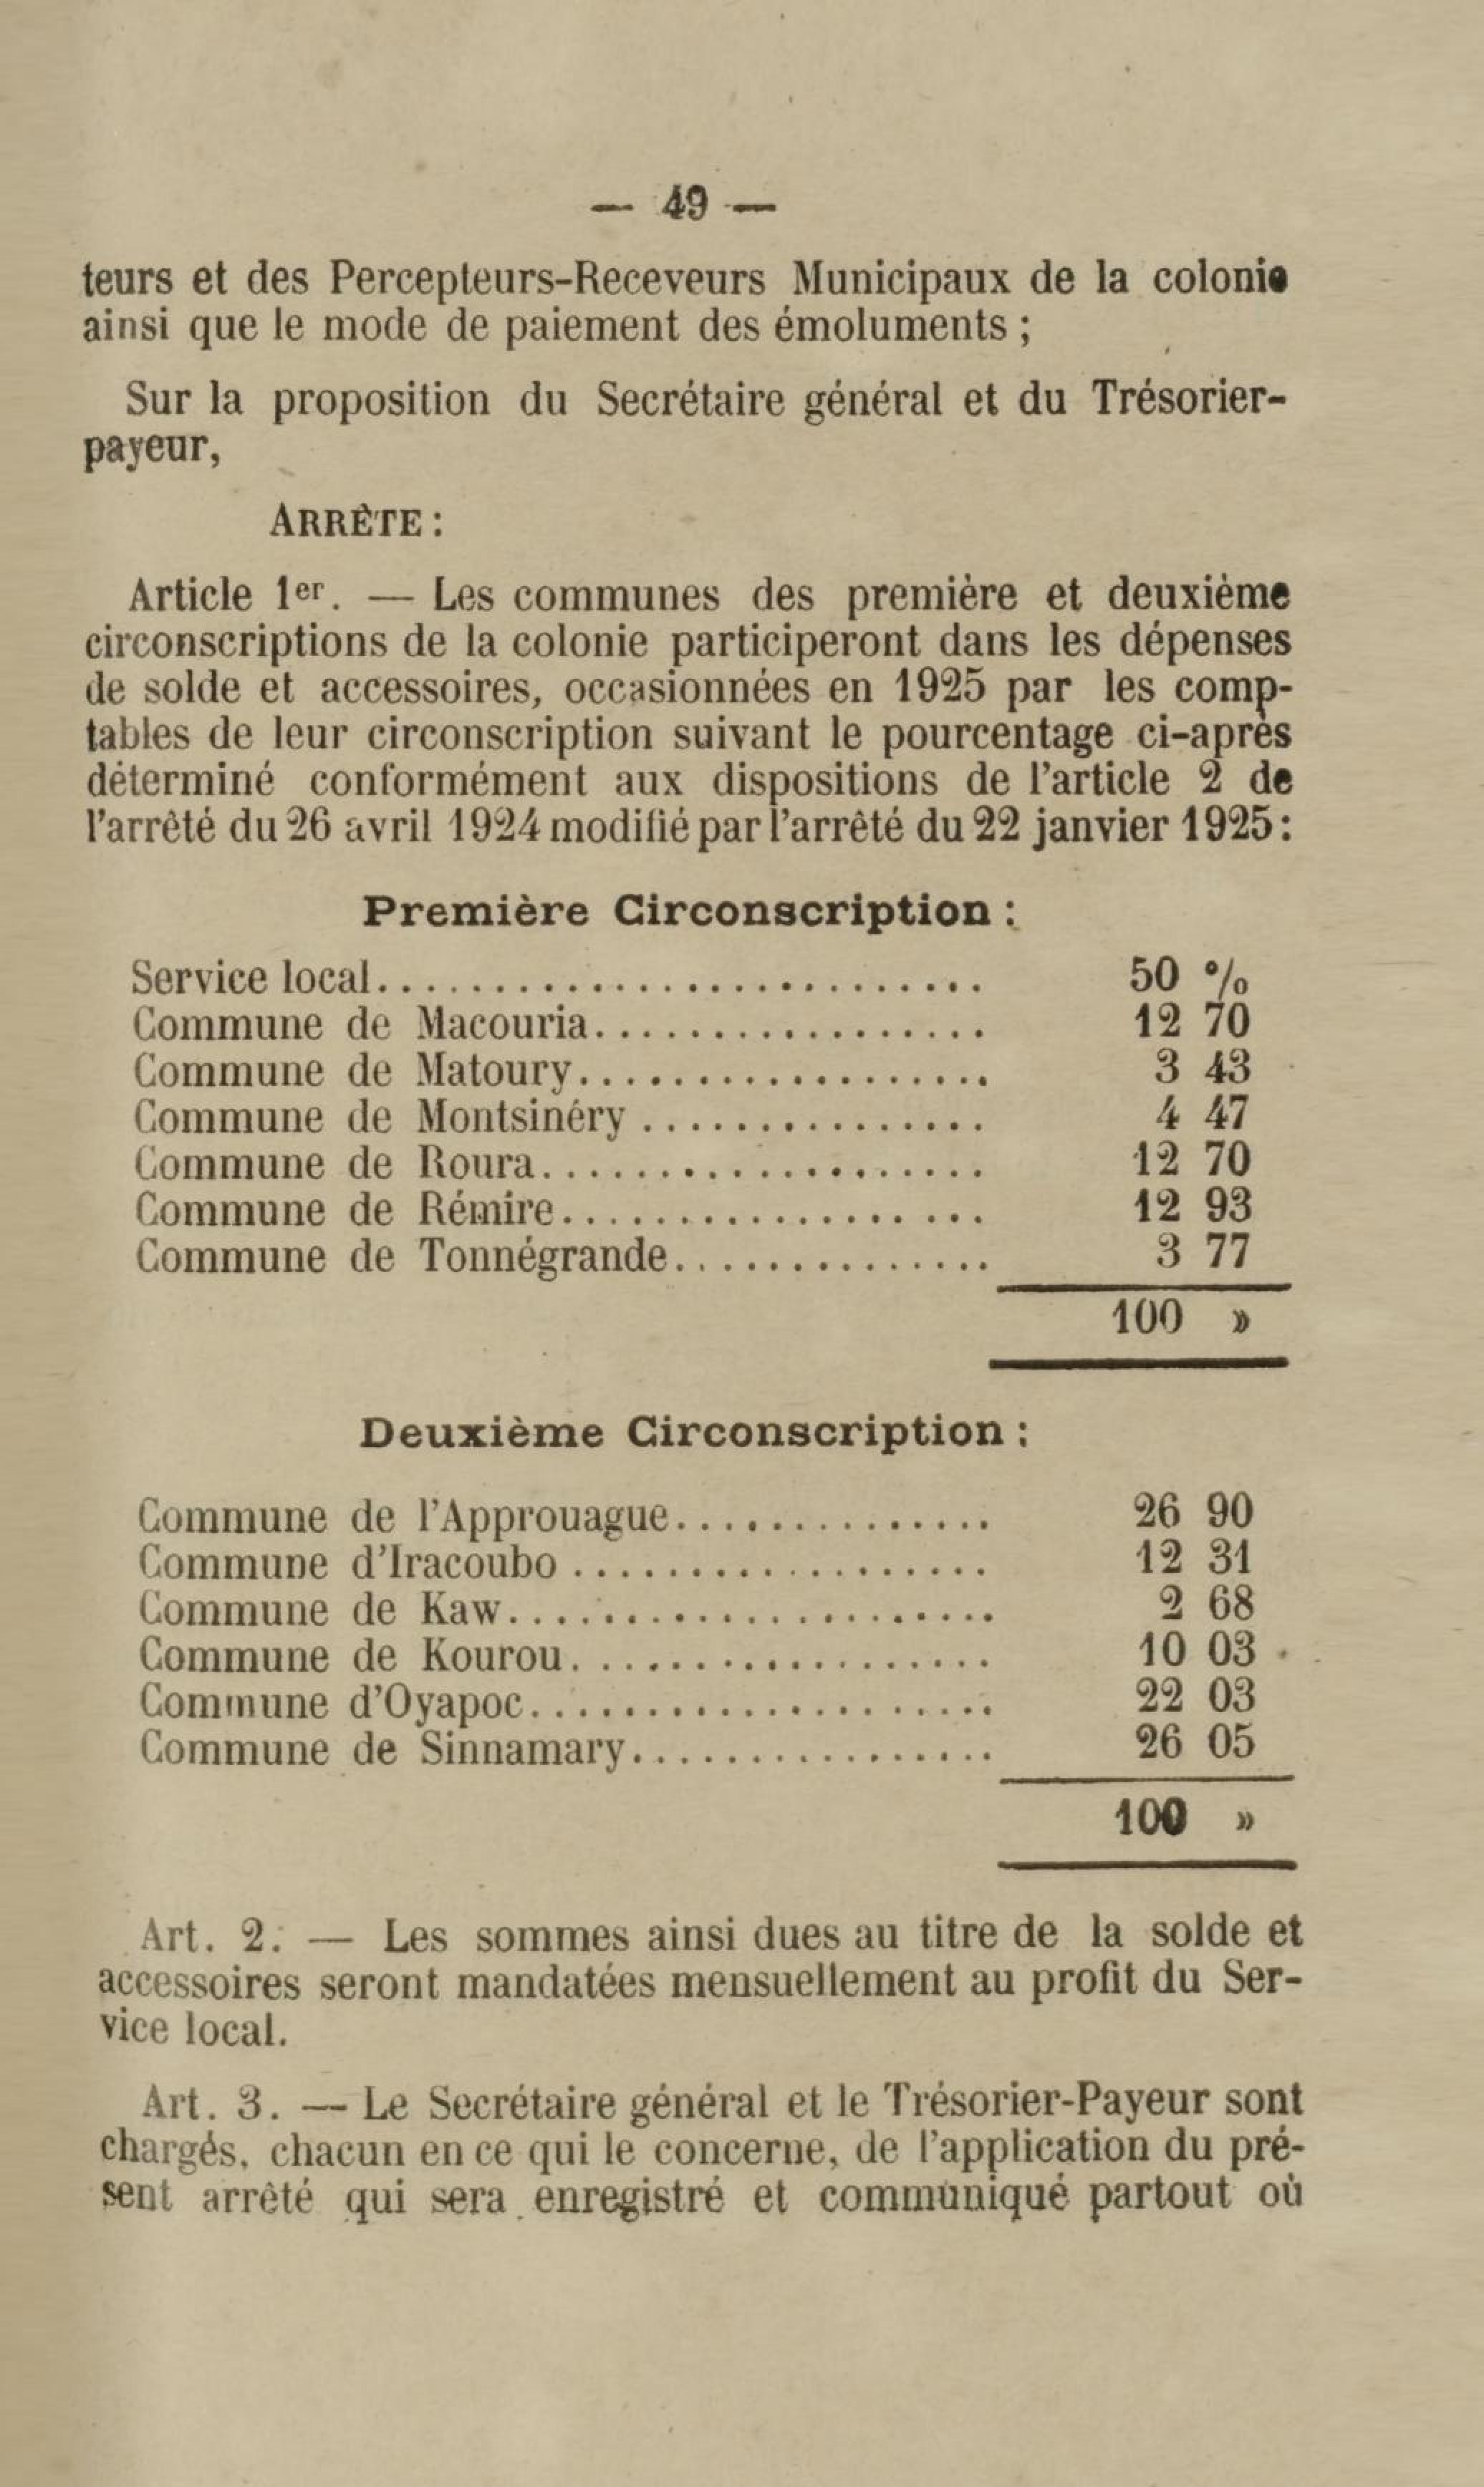 — 49 —
teurs et des Percepteurs-Receveurs Municipaux de la colonie
ainsi que le mode de paiement des émoluments ;
Sur la proposition du Secrétaire général et du Trésorier-
payeur,
ARRÊTE :
Article 1er. — Les communes des première et deuxième
circonscriptions de la colonie participeront dans les dépenses
de solde et accessoires, occasionnées en 1925 par les comp-
tables de leur circonscription suivant le pourcentage ci-après
déterminé conformément aux dispositions de l'article 2 de
l'arrêté du 26 avril 1924 modifié par l'arrêté du 22 janvier 1925 :
Première Circonscription :
Service local........................... 50 %
Commune de Macouria................. 12 70
Commune de Matoury.................. 3 43
Commune de Montsinéry ............... 4 47
Commune de Roura................... 12 70
Commune de Rémire.................. 12 93
Commune de Tonnégrande.............. 3 77
100 »
Deuxième Circonscription :
Commune de l'Approuague.............. 26 90
Commune d'Iracoubo .................. 12 31
Commune de Kaw..................... 2 68
Commune de Kourou.................. 10 03
Commune d'Oyapoc.................... 22 03
Commune de Sinnamary................ 26 05
100 »
Art. 2. — Les sommes ainsi dues au titre de la solde et
accessoires seront mandatées mensuellement au profit du Ser-
vice local.
Art. 3. — Le Secrétaire général et le Trésorier-Payeur sont
chargés, chacun en ce qui le concerne, de l'application du pré-
sent arrêté qui sera enregistré et communiqué partout où